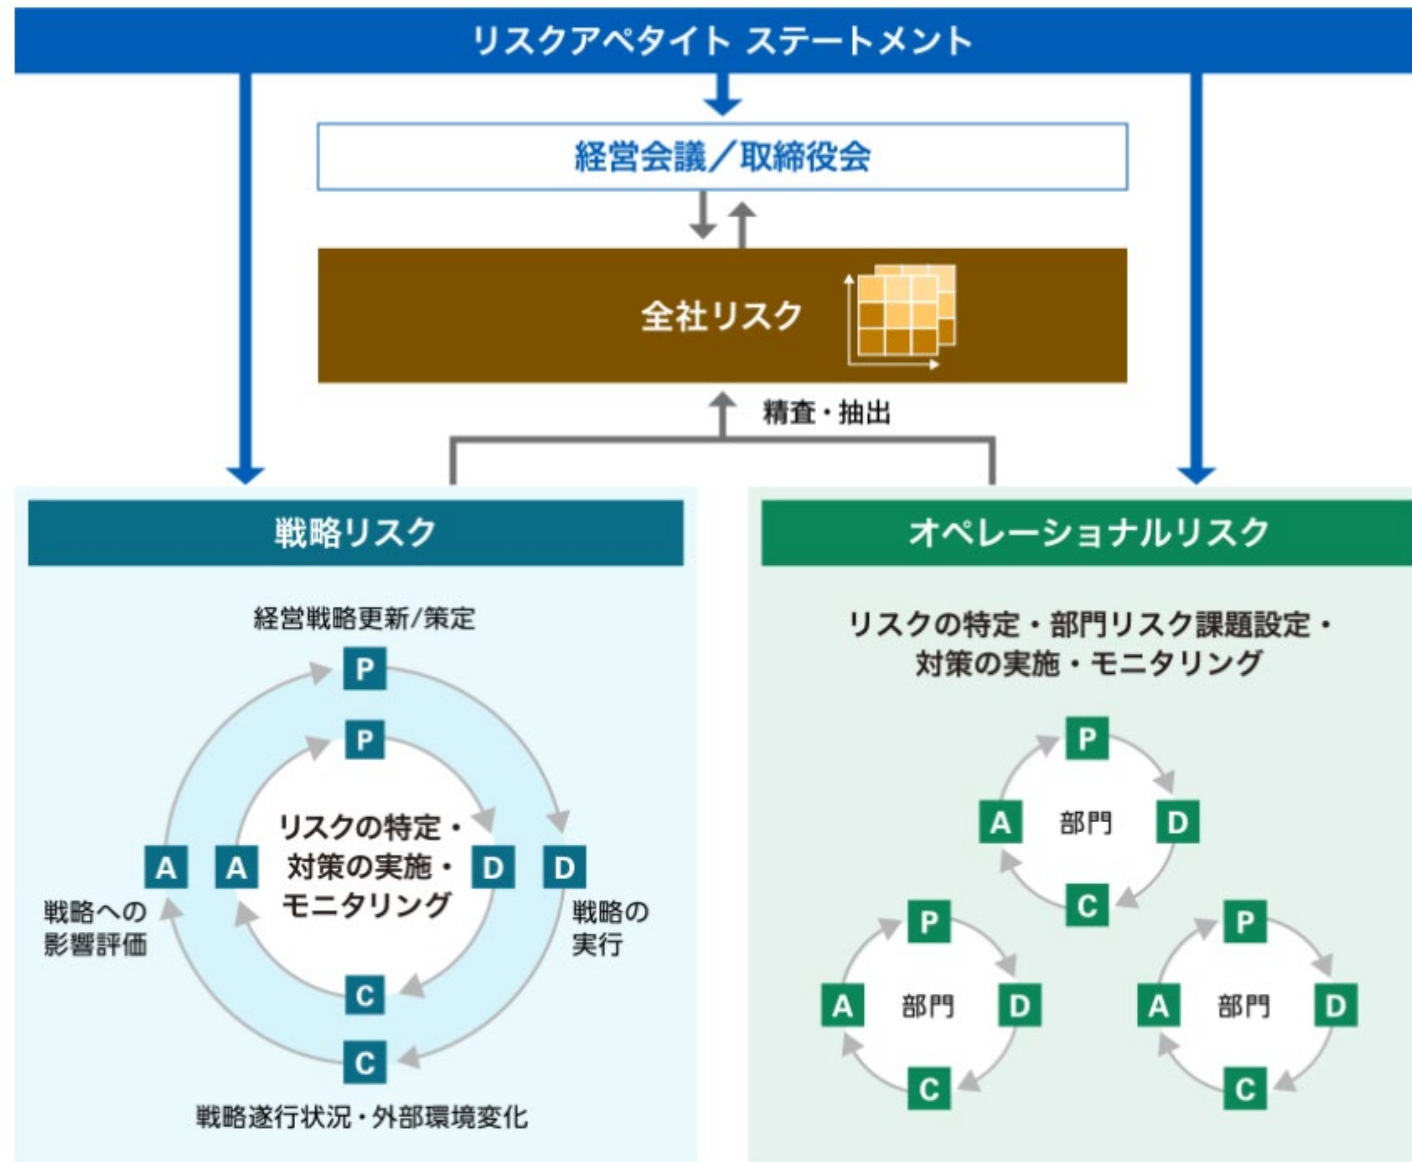 リスクアペタイト ステートメント
経営会議／取締役会
全社リスク
精査・抽出
戦略リスク
経営戦略更新/策定
P
P
リスクの特定・
対策の実施・
モニタリング
A
A
D
D
戦略への
影響評価
戦略の
実行
C
C
戦略遂行状況・外部環境変化
オペレーショナルリスク
リスクの特定・部門リスク課題設定・
対策の実施・モニタリング
P
A
部門
D
C
P
A
部門
D
C
P
A
部門
D
C